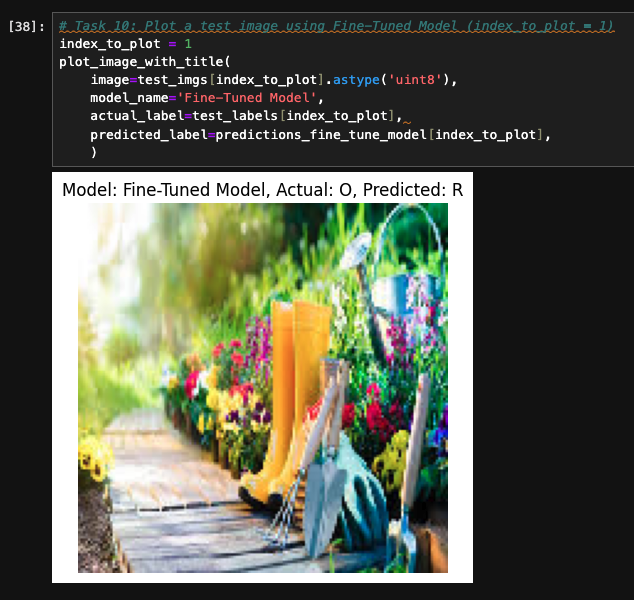 [38]: # Task 10: Plot a test image using Fine-Tuned Model (index_to_plot = 1)
index_to_plot = 1
plot_image_with_title(
    image=test_imgs[index_to_plot].astype('uint8'),
    model_name='Fine-Tuned Model',
    actual_label=test_labels[index_to_plot],
    predicted_label=predictions_fine_tune_model[index_to_plot],
    )
Model: Fine-Tuned Model, Actual: O, Predicted: R